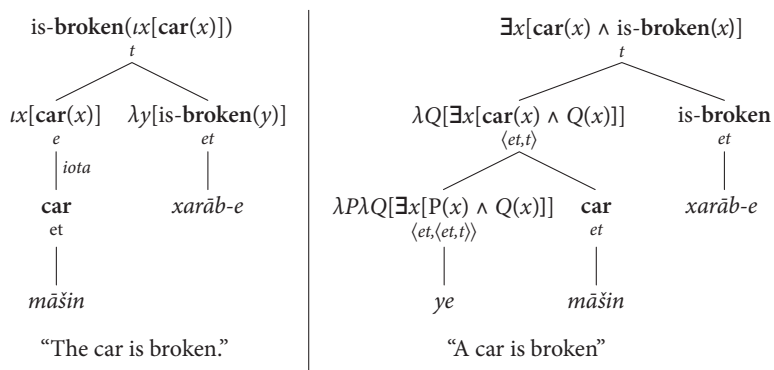 is-broken(ιx[car(x)])
t
ιx[car(x)] λy[is-broken(y)]
e et
iota
car xarāb-e
et
māšin
“The car is broken.”
∃x[car(x) ∧ is-broken(x)]
t
λQ[∃x[car(x) ∧ Q(x)]] is-broken
⟨et,t⟩ et
λPλQ[∃x[P(x) ∧ Q(x)]] car xarāb-e
⟨et,⟨et,t⟩⟩ et
ye māšin
“A car is broken”